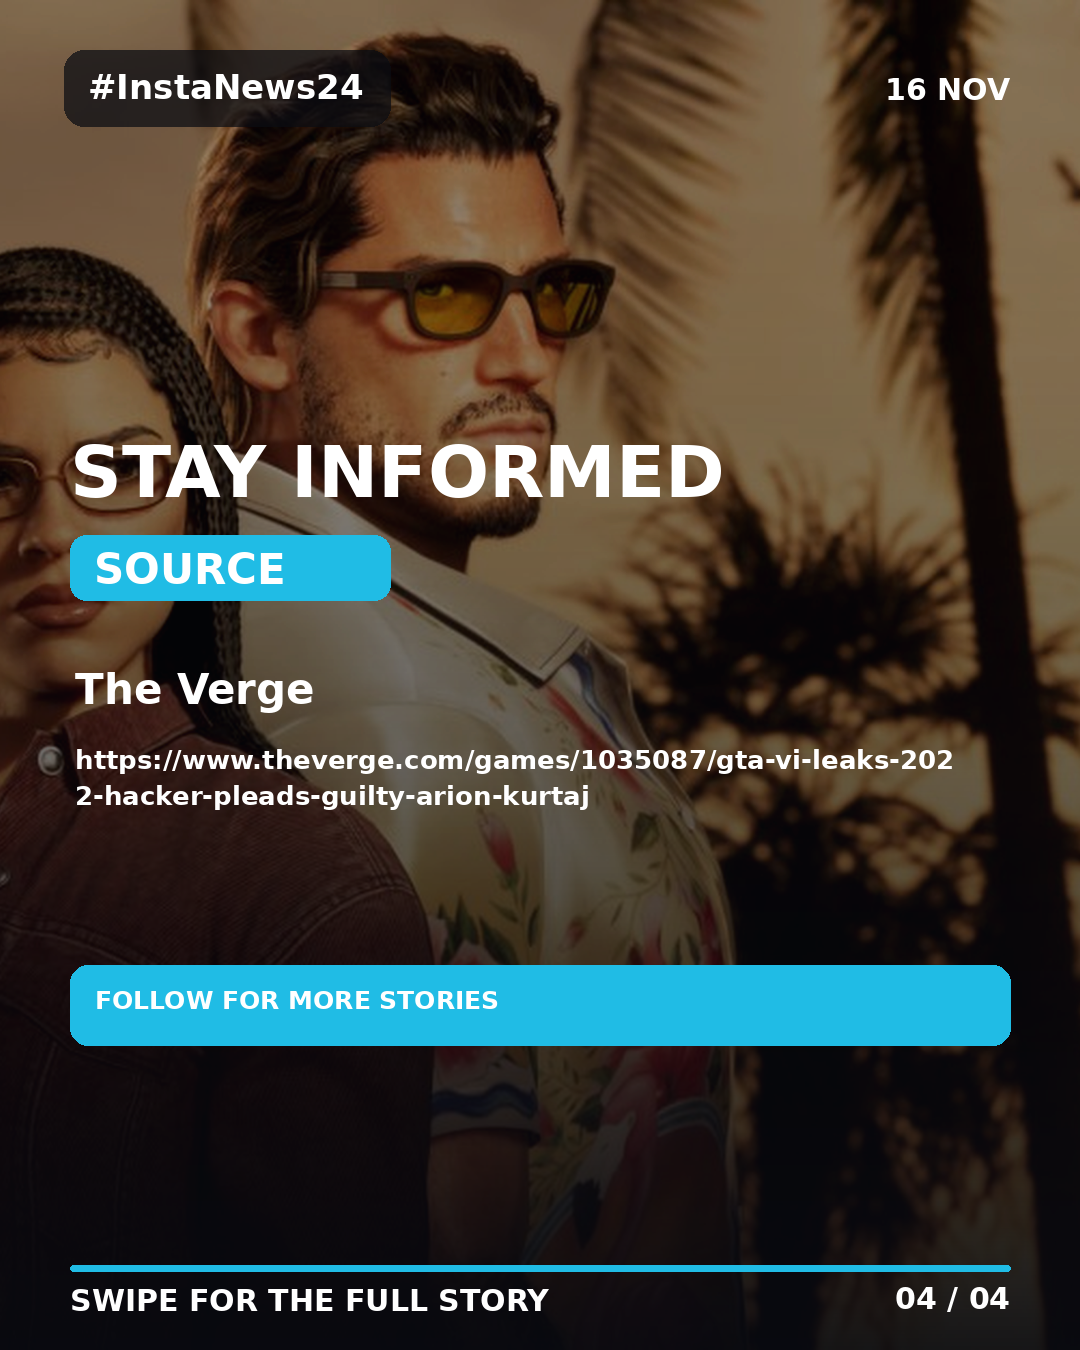 #InstaNews24
16 NOV
STAY INFORMED
SOURCE
The Verge
https://www.theverge.com/games/1035087/gta-vi-leaks-202
2-hacker-pleads-guilty-arion-kurtaj
FOLLOW FOR MORE STORIES
SWIPE FOR THE FULL STORY
04 / 04